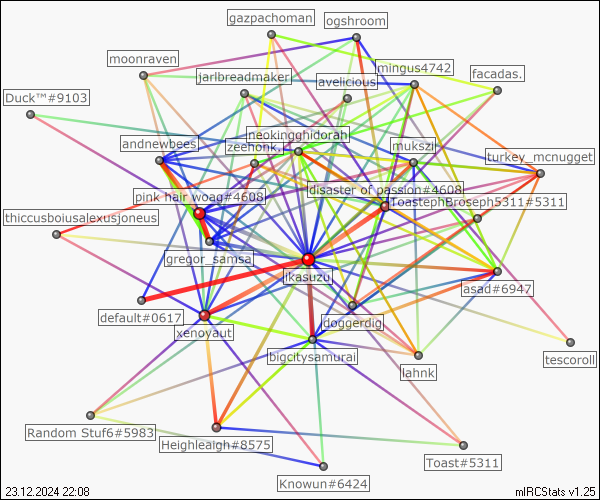 gazpachoman
ogshroom
moonraven
mingus4742
jarlbreadmaker
avelicious
facadas.
Duck™#9103
neokingghidorah
andnewbees
zeehonk.
mukszi
turkey_mcnugget
pink hair woag#4608
disaster of passion#4608
ToastephBroseph5311#5311
thiccusboiusalexusjoneus
gregor_samsa
ikasuzu
asad#6947
default#0617
doggerdig
xenoyaut
bigcitysamurai
tescoroll
lahnk
Random Stuf6#5983
Heighleaigh#8575
Toast#5311
Knowun#6424
23.12.2024 22:08
mIRCStats v1.25